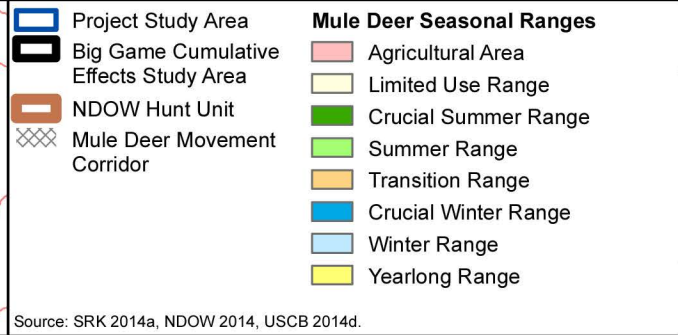 Project Study Area
Big Game Cumulative
Effects Study Area
NDOW Hunt Unit
Mule Deer Movement
Corridor
Mule Deer Seasonal Ranges
Agricultural Area
Limited Use Range
Crucial Summer Range
Summer Range
Transition Range
Crucial Winter Range
Winter Range
Yearlong Range
Source: SRK 2014a, NDOW 2014, USCB 2014d.